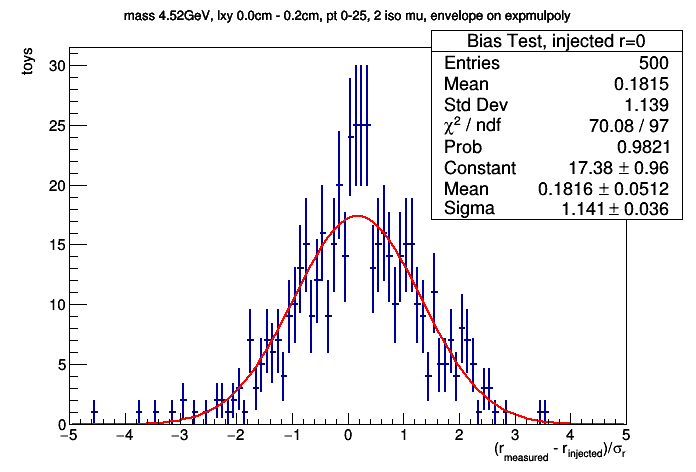 mass 4.52GeV, lxy 0.0cm - 0.2cm, pt 0-25, 2 iso mu, envelope on expmulpoly
toys
Bias Test, injected r=0
Entries 500
Mean 0.1815
Std Dev 1.139
χ² / ndf 70.08 / 97
Prob 0.9821
Constant 17.38 ± 0.96
Mean 0.1816 ± 0.0512
Sigma 1.141 ± 0.036
30
25
20
15
10
5
0
−5 −4 −3 −2 −1 0 1 2 3 4 5
(r_measured - r_injected)/σ_r